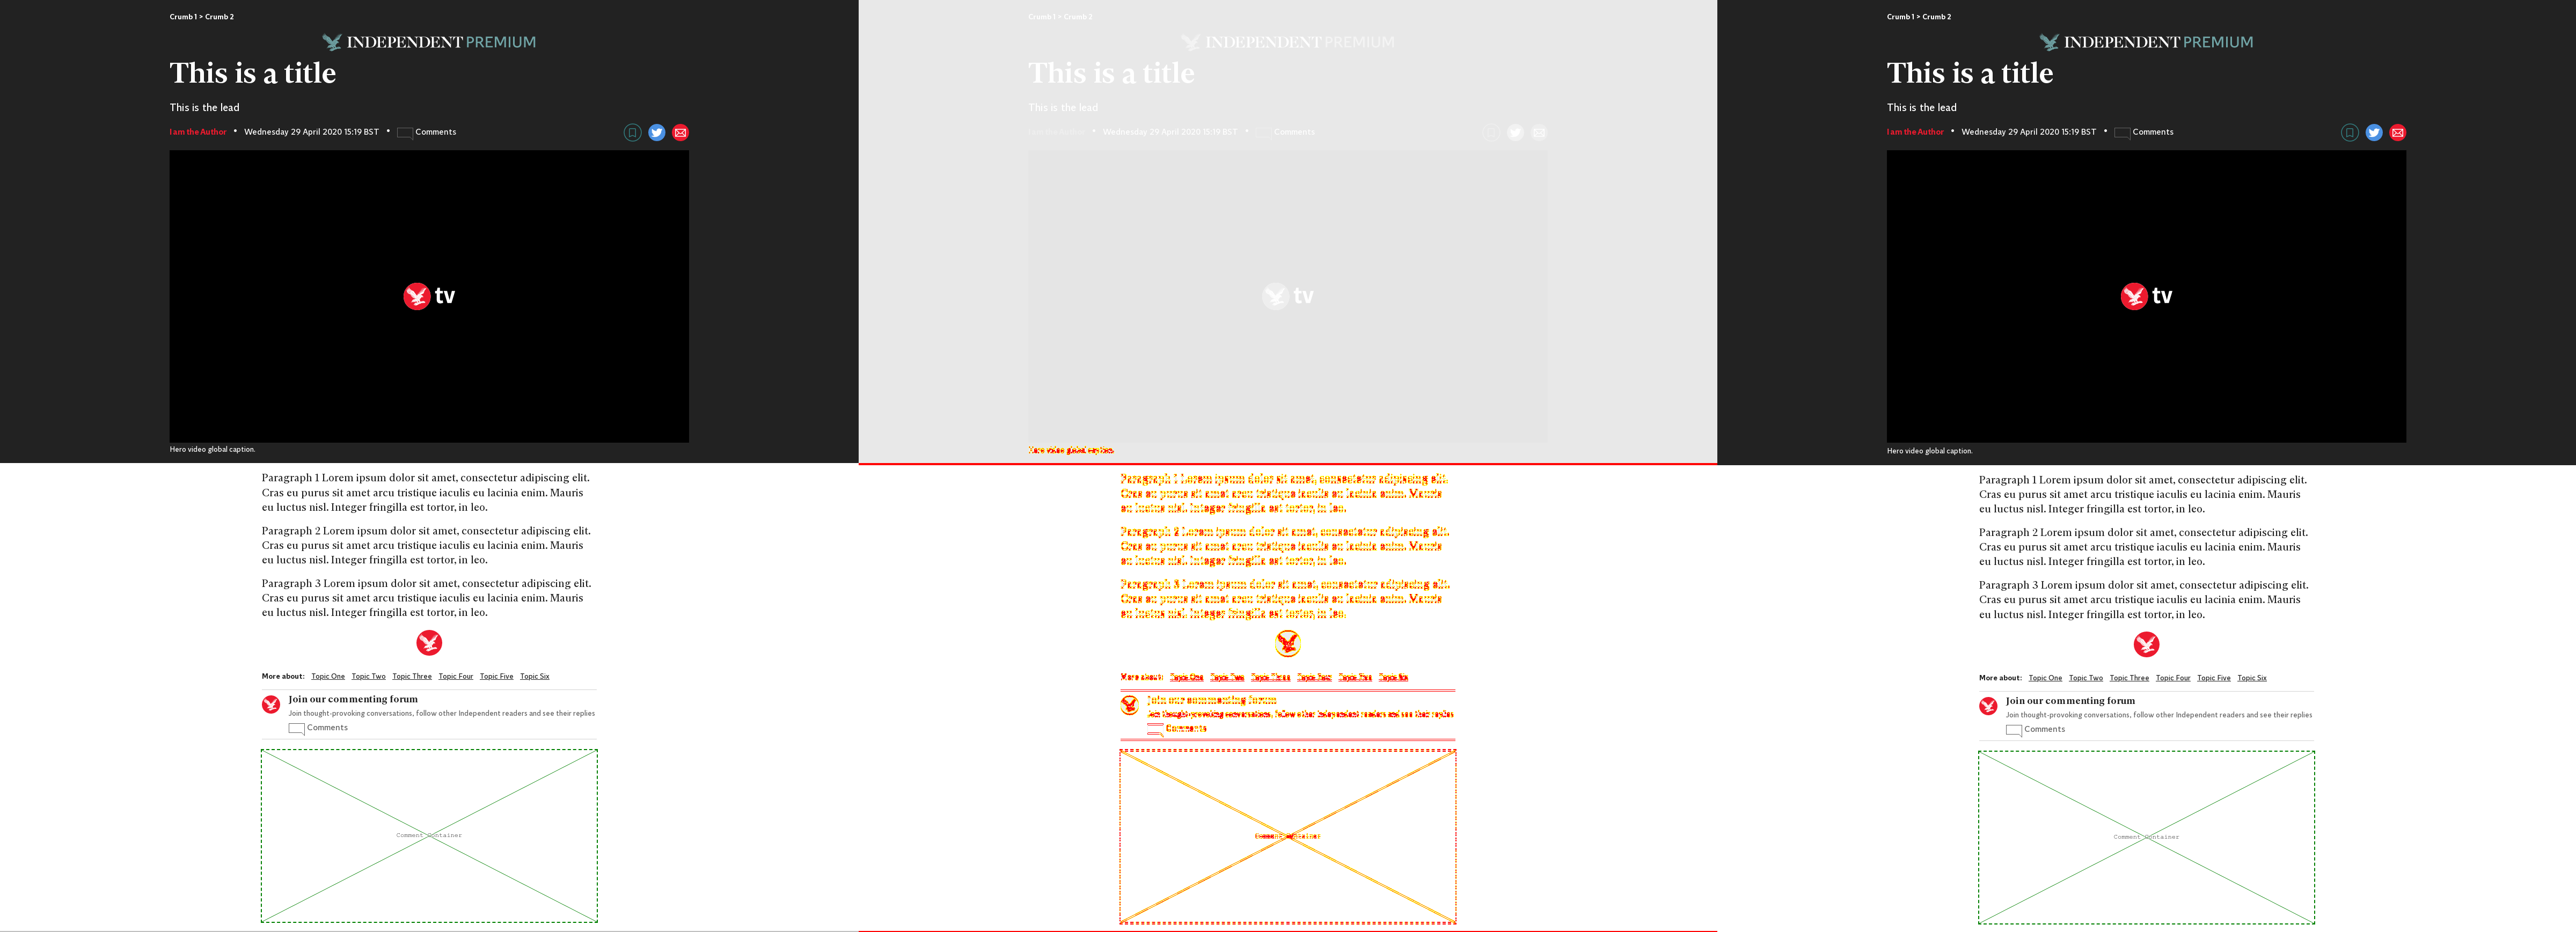 Crumb 1 > Crumb 2
INDEPENDENT PREMIUM
This is a title
This is the lead
I am the Author • Wednesday 29 April 2020 15:19 BST • Comments
tv
Hero video global caption.
Paragraph 1 Lorem ipsum dolor sit amet, consectetur adipiscing elit.
Cras eu purus sit amet arcu tristique iaculis eu lacinia enim. Mauris
eu luctus nisl. Integer fringilla est tortor, in leo.
Paragraph 2 Lorem ipsum dolor sit amet, consectetur adipiscing elit.
Cras eu purus sit amet arcu tristique iaculis eu lacinia enim. Mauris
eu luctus nisl. Integer fringilla est tortor, in leo.
Paragraph 3 Lorem ipsum dolor sit amet, consectetur adipiscing elit.
Cras eu purus sit amet arcu tristique iaculis eu lacinia enim. Mauris
eu luctus nisl. Integer fringilla est tortor, in leo.
More about: Topic One Topic Two Topic Three Topic Four Topic Five Topic Six
Join our commenting forum
Join thought-provoking conversations, follow other Independent readers and see their replies
Comments
Comment Container
Crumb 1 > Crumb 2
INDEPENDENT PREMIUM
This is a title
This is the lead
I am the Author • Wednesday 29 April 2020 15:19 BST • Comments
tv
Hero video global caption.
Paragraph 1 Lorem ipsum dolor sit amet, consectetur adipiscing elit.
Cras eu purus sit amet arcu tristique iaculis eu lacinia enim. Mauris
eu luctus nisl. Integer fringilla est tortor, in leo.
Paragraph 2 Lorem ipsum dolor sit amet, consectetur adipiscing elit.
Cras eu purus sit amet arcu tristique iaculis eu lacinia enim. Mauris
eu luctus nisl. Integer fringilla est tortor, in leo.
Paragraph 3 Lorem ipsum dolor sit amet, consectetur adipiscing elit.
Cras eu purus sit amet arcu tristique iaculis eu lacinia enim. Mauris
eu luctus nisl. Integer fringilla est tortor, in leo.
More about: Topic One Topic Two Topic Three Topic Four Topic Five Topic Six
Join our commenting forum
Join thought-provoking conversations, follow other Independent readers and see their replies
Comments
Comment Container
Crumb 1 > Crumb 2
INDEPENDENT PREMIUM
This is a title
This is the lead
I am the Author • Wednesday 29 April 2020 15:19 BST • Comments
tv
Hero video global caption.
Paragraph 1 Lorem ipsum dolor sit amet, consectetur adipiscing elit.
Cras eu purus sit amet arcu tristique iaculis eu lacinia enim. Mauris
eu luctus nisl. Integer fringilla est tortor, in leo.
Paragraph 2 Lorem ipsum dolor sit amet, consectetur adipiscing elit.
Cras eu purus sit amet arcu tristique iaculis eu lacinia enim. Mauris
eu luctus nisl. Integer fringilla est tortor, in leo.
Paragraph 3 Lorem ipsum dolor sit amet, consectetur adipiscing elit.
Cras eu purus sit amet arcu tristique iaculis eu lacinia enim. Mauris
eu luctus nisl. Integer fringilla est tortor, in leo.
More about: Topic One Topic Two Topic Three Topic Four Topic Five Topic Six
Join our commenting forum
Join thought-provoking conversations, follow other Independent readers and see their replies
Comments
Comment Container